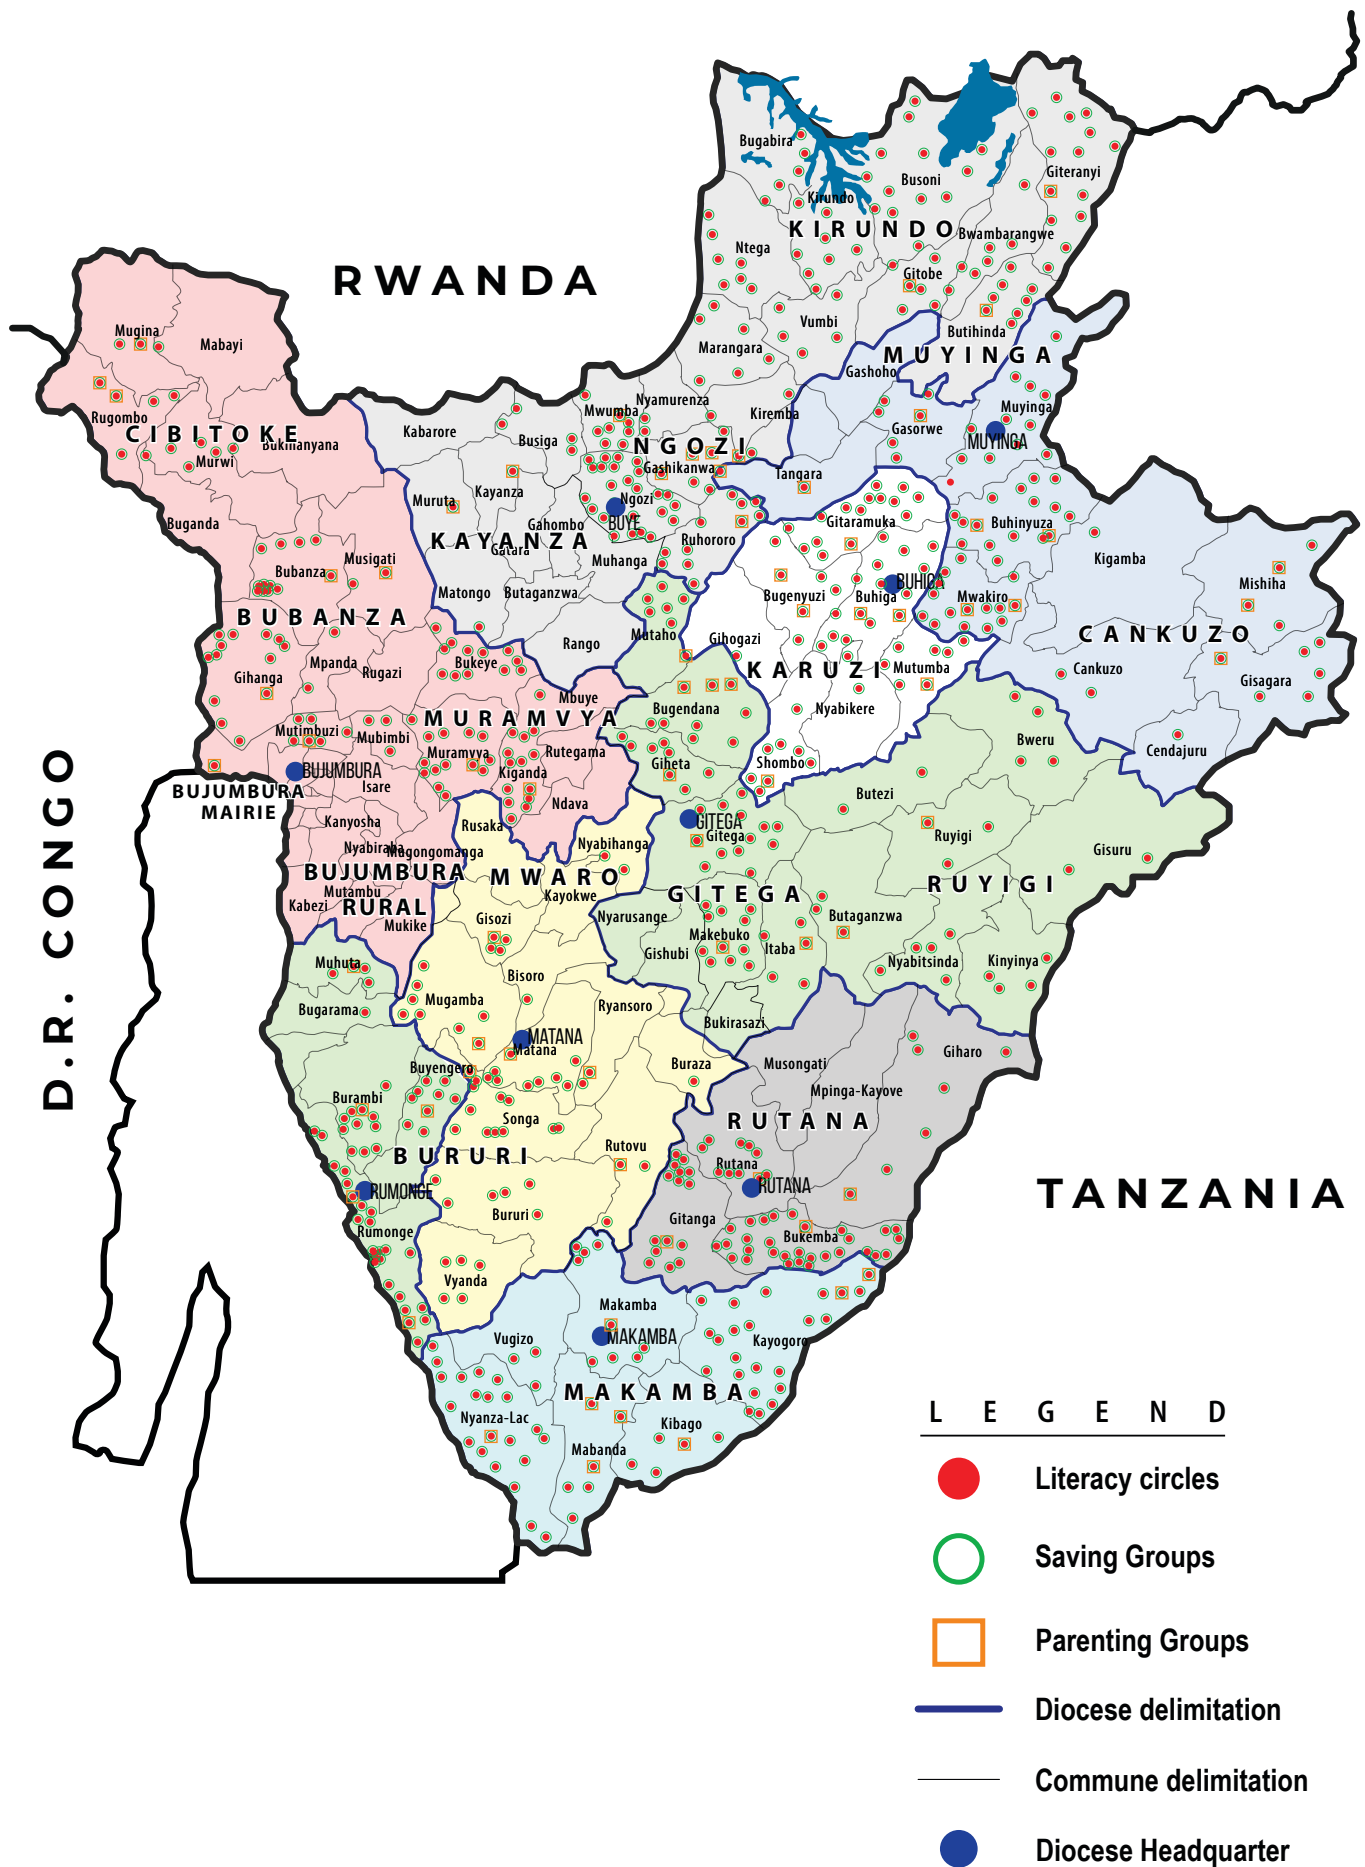 Bugabira
Giteranyi
Busoni
Kirundo
KIRUNDO
Bwambarangwe
Ntega
RWANDA
Gitobe
Vumbi
Butihinda
Mugina
Mabayi
Marangara
MUYINGA
Gashoho
Nyamurenza
Mwumba
Kiremba
Muyinga
Rugombo
CIBITOKE
Bukinanyana
Murwi
Kabarore
Busiga
NGOZI
Gasorwe
MUYINGA
Gashikanwa
Tangara
Muruta
Kayanza
Ngozi
BUYE
Buganda
Gahombo
KAYANZA
Gatara
Ruhororo
Gitaramuka
Buhinyuza
Kigamba
Musigati
Bubanza
Muhanga
Mishiha
Matongo
Butaganzwa
Bugenyuzi
BUHIGA
Buhiga
Mwakiro
BUBANZA
Mutaho
Gihogazi
CANKUZO
Rango
Mpanda
Rugazi
Bukeye
KARUZI
Mutumba
Cankuzo
Gihanga
Gisagara
Mbuye
Bugendana
Nyabikere
MURAMVYA
Mutimbuzi
Mubimbi
Muramvya
Rutegama
Bweru
Cendajuru
BUJUMBURA
Kiganda
Giheta
Shombo
Isare
BUJUMBURA
MAIRIE
Ndava
Butezi
Kanyosha
Rusaka
GITEGA
Gitega
Ruyigi
Nyabiraba
Mugongomanga
Nyabihanga
Gisuru
BUJUMBURA
RURAL
MWARO
Kayokwe
GITEGA
RUYIGI
Mutambu
Kabezi
Mukike
Gisozi
Nyarusange
Butaganzwa
Makebuko
Itaba
Gishubi
Nyabitsinda
Kinyinya
Muhuta
Bisoro
Bugarama
Mugamba
Ryansoro
Bukirasazi
MATANA
Matana
Giharo
Buyengero
Buraza
Musongati
Mpinga-Kayove
Burambi
Songa
RUTANA
BURURI
Rutovu
Rutana
RUTANA
RUMONGE
Bururi
Gitanga
Bukemba
Rumonge
Vyanda
Makamba
MAKAMBA
Vugizo
Kayogoro
MAKAMBA
Nyanza-Lac
Kibago
Mabanda
D.R. CONGO
TANZANIA
LEGEND
Literacy circles
Saving Groups
Parenting Groups
Diocese delimitation
Commune delimitation
Diocese Headquarter